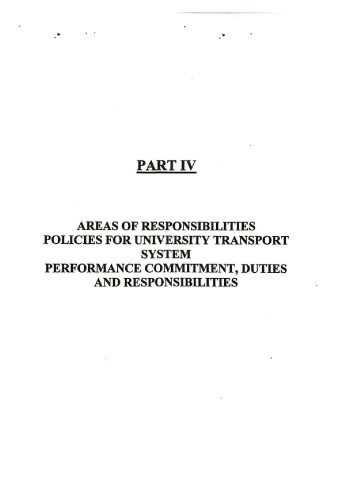 PART IV
AREAS OF RESPONSIBILITIES
POLICIES FOR UNIVERSITY TRANSPORT
SYSTEM
PERFORMANCE COMMITMENT, DUTIES
AND RESPONSIBILITIES